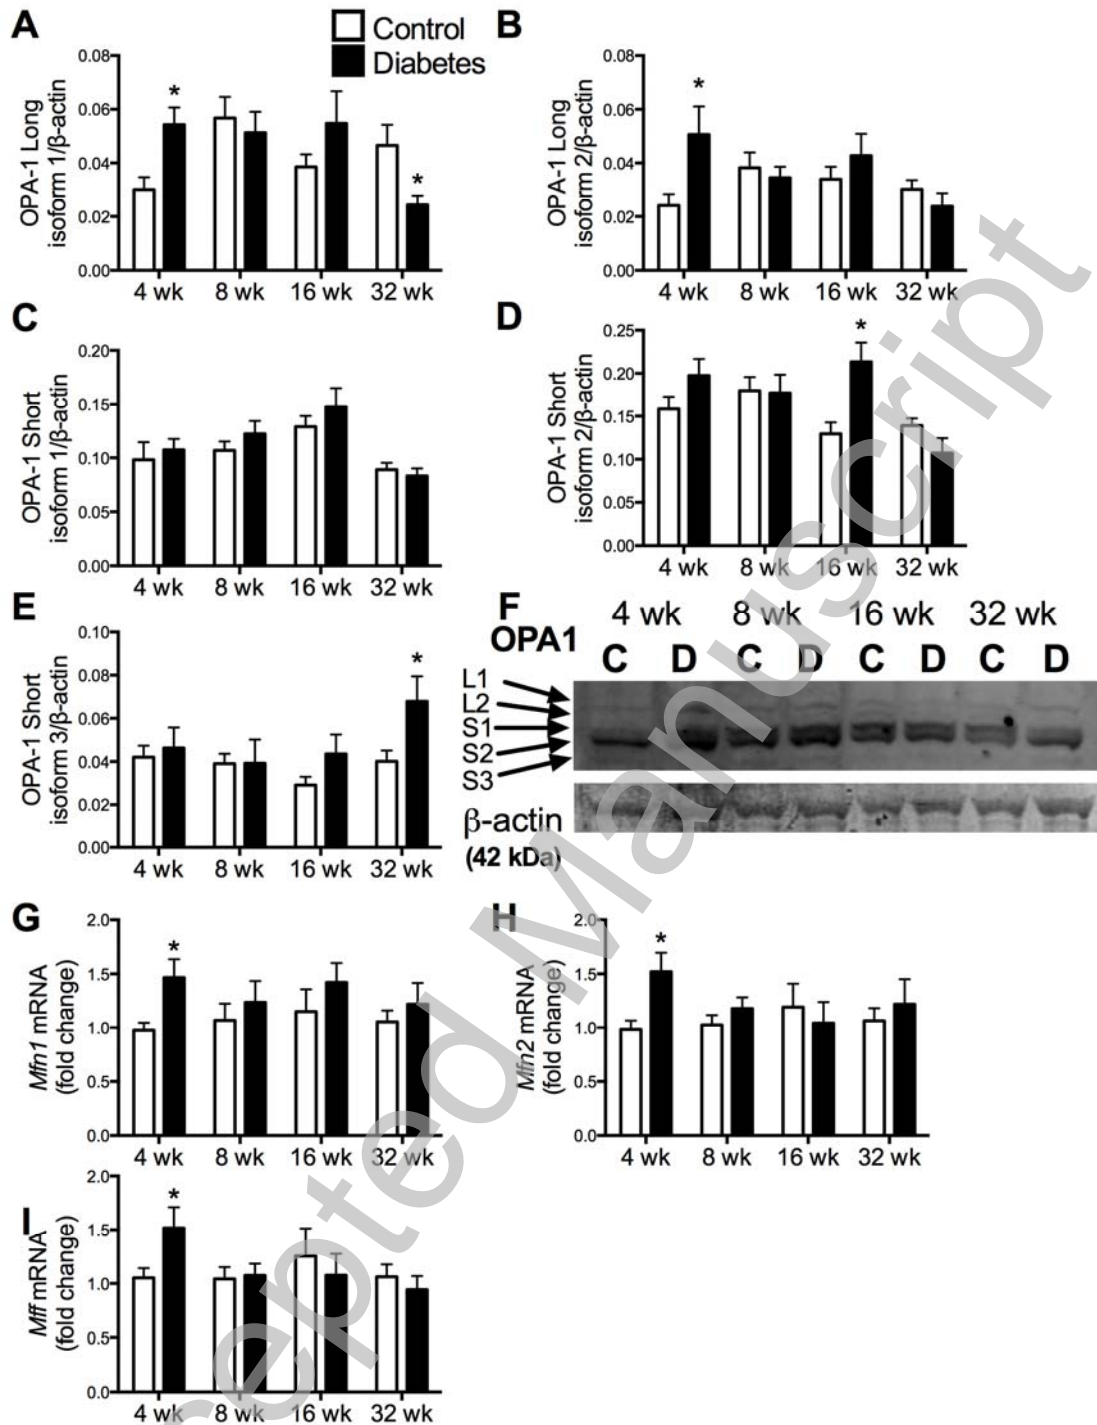 A
Control
Diabetes
B
OPA-1 Long
isoform 1/β-actin
0.08
0.06
0.04
0.02
0.00
*
*
4 wk 8 wk 16 wk 32 wk
OPA-1 Long
isoform 2/β-actin
0.08
0.06
0.04
0.02
0.00
*
4 wk 8 wk 16 wk 32 wk
C
OPA-1 Short
isoform 1/β-actin
0.20
0.15
0.10
0.05
0.00
4 wk 8 wk 16 wk 32 wk
D
OPA-1 Short
isoform 2/β-actin
0.25
0.20
0.15
0.10
0.05
0.00
*
4 wk 8 wk 16 wk 32 wk
E
OPA-1 Short
isoform 3/β-actin
0.10
0.08
0.06
0.04
0.02
0.00
*
4 wk 8 wk 16 wk 32 wk
F
4 wk 8 wk 16 wk 32 wk
OPA1
C D C D C D C D
L1
L2
S1
S2
S3
β-actin
(42 kDa)
G
Mfn1 mRNA
(fold change)
2.0
1.5
1.0
0.5
0.0
*
4 wk 8 wk 16 wk 32 wk
H
Mfn2 mRNA
(fold change)
2.0
1.5
1.0
0.5
0.0
*
4 wk 8 wk 16 wk 32 wk
I
Mff mRNA
(fold change)
2.0
1.5
1.0
0.5
0.0
*
4 wk 8 wk 16 wk 32 wk
cepted Manuscript